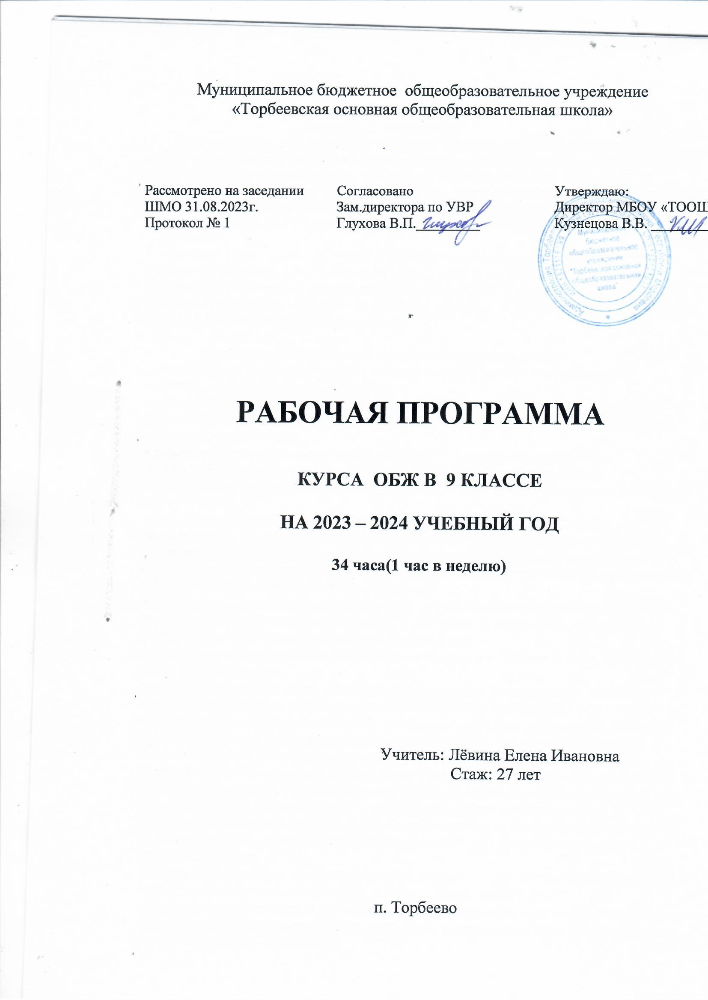 Муниципальное бюджетное общеобразовательное учреждение
«Торбеевская основная общеобразовательная школа»
Рассмотрено на заседании
ШМО 31.08.2023г.
Протокол № 1
Согласовано
Зам.директора по УВР
Глухова В.П.
Утверждаю:
Директор МБОУ «ТООШ
Кузнецова В.В.
Муниципальное
бюджетное
общеобразовательное
учреждение
"Торбеевская основная
общеобразовательная
школа"
РАБОЧАЯ ПРОГРАММА
КУРСА ОБЖ В 9 КЛАССЕ
НА 2023 – 2024 УЧЕБНЫЙ ГОД
34 часа(1 час в неделю)
Учитель: Лёвина Елена Ивановна
Стаж: 27 лет
п. Торбеево